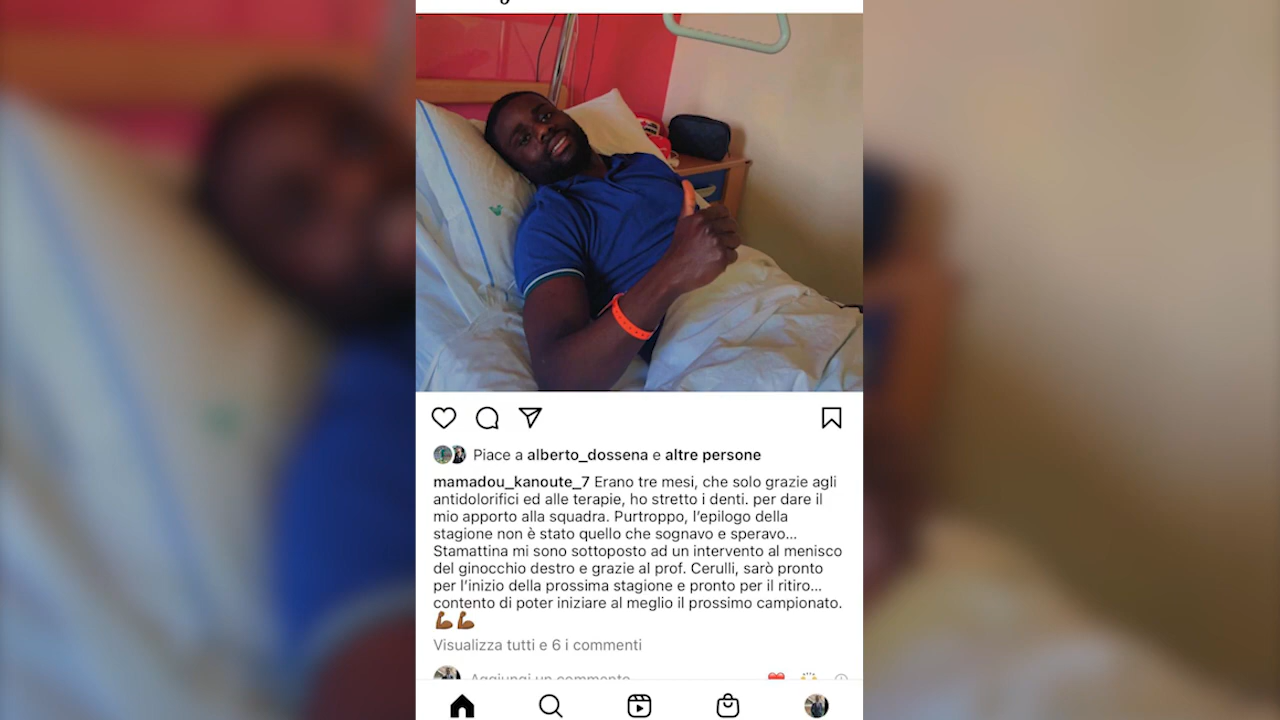 Piace a alberto_dossena e altre persone
mamadou_kanoute_7 Erano tre mesi, che solo grazie agli
antidolorifici ed alle terapie, ho stretto i denti. per dare il
mio apporto alla squadra. Purtroppo, l'epilogo della
stagione non è stato quello che sognavo e speravo...
Stamattina mi sono sottoposto ad un intervento al menisco
del ginocchio destro e grazie al prof. Cerulli, sarò pronto
per l'inizio della prossima stagione e pronto per il ritiro...
contento di poter iniziare al meglio il prossimo campionato.
💪🏾💪🏾
Visualizza tutti e 6 i commenti
Aggiungi un commento